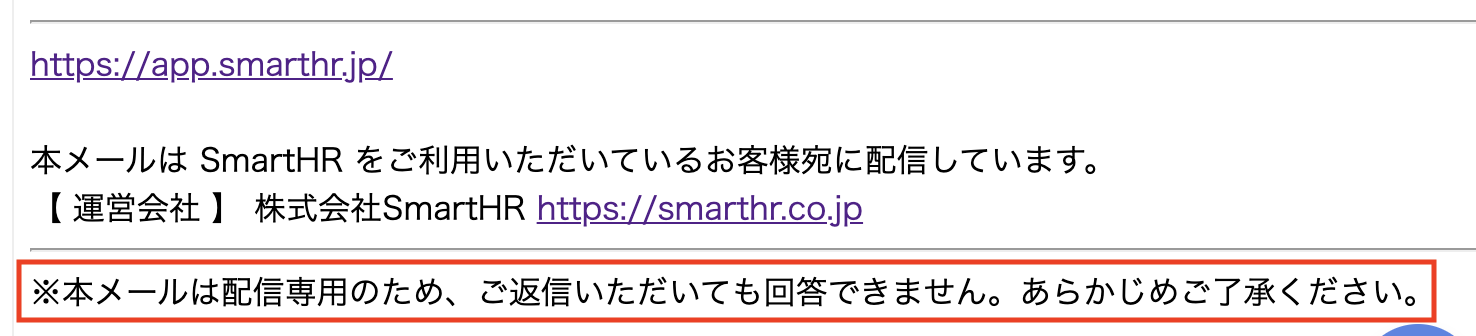 https://app.smarthr.jp/
本メールは SmartHR をご利用いただいているお客様宛に配信しています。
【 運営会社 】 株式会社SmartHR https://smarthr.co.jp
※本メールは配信専用のため、ご返信いただいても回答できません。あらかじめご了承ください。